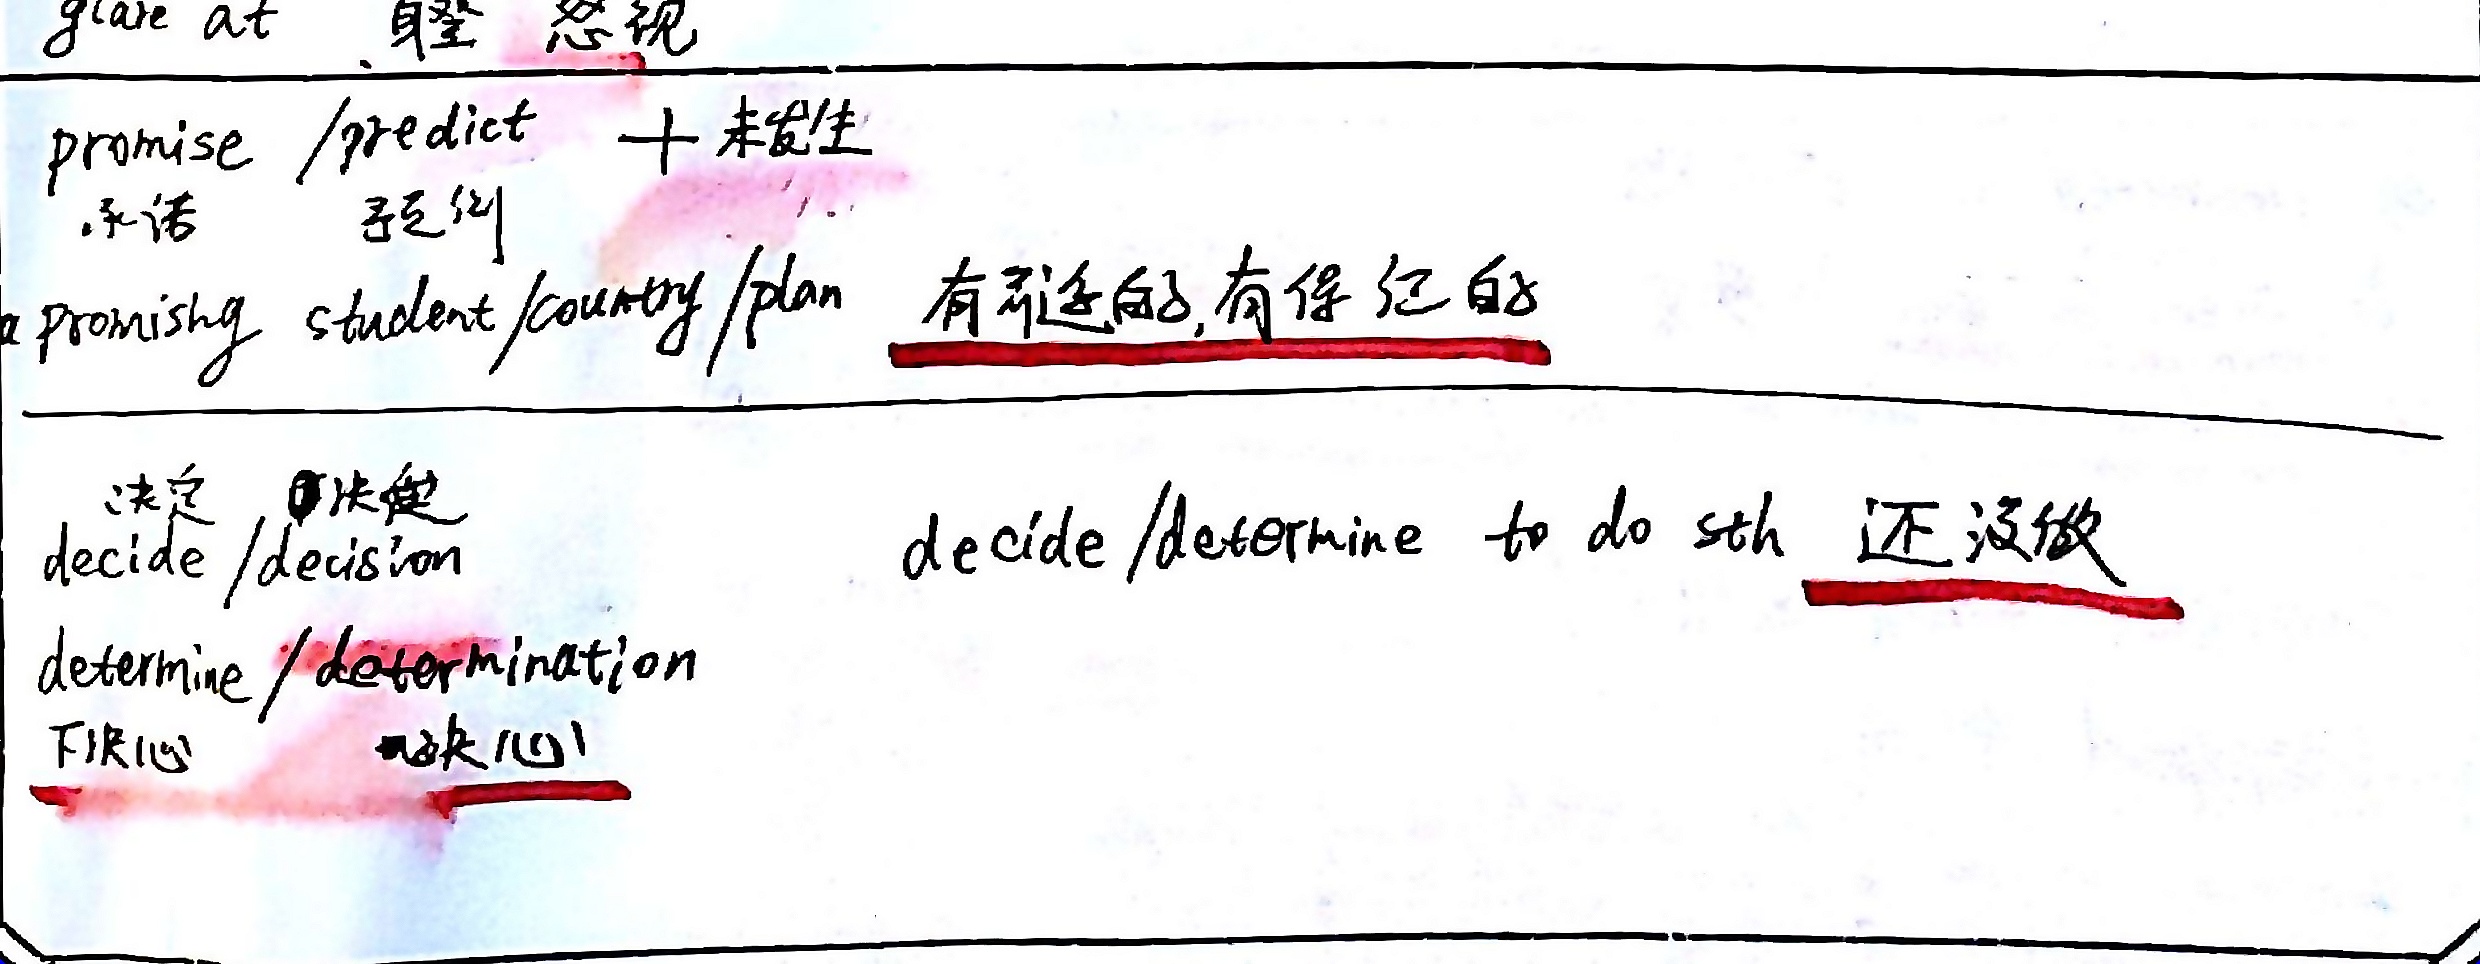 glare at 瞪 怒视
promise /predict + 未发生
承诺 预测
a promising student/country/plan 有前途的,有保证的
决定 决定
decide /decision decide /determine to do sth 还没做
determine /determination
下决心 决心